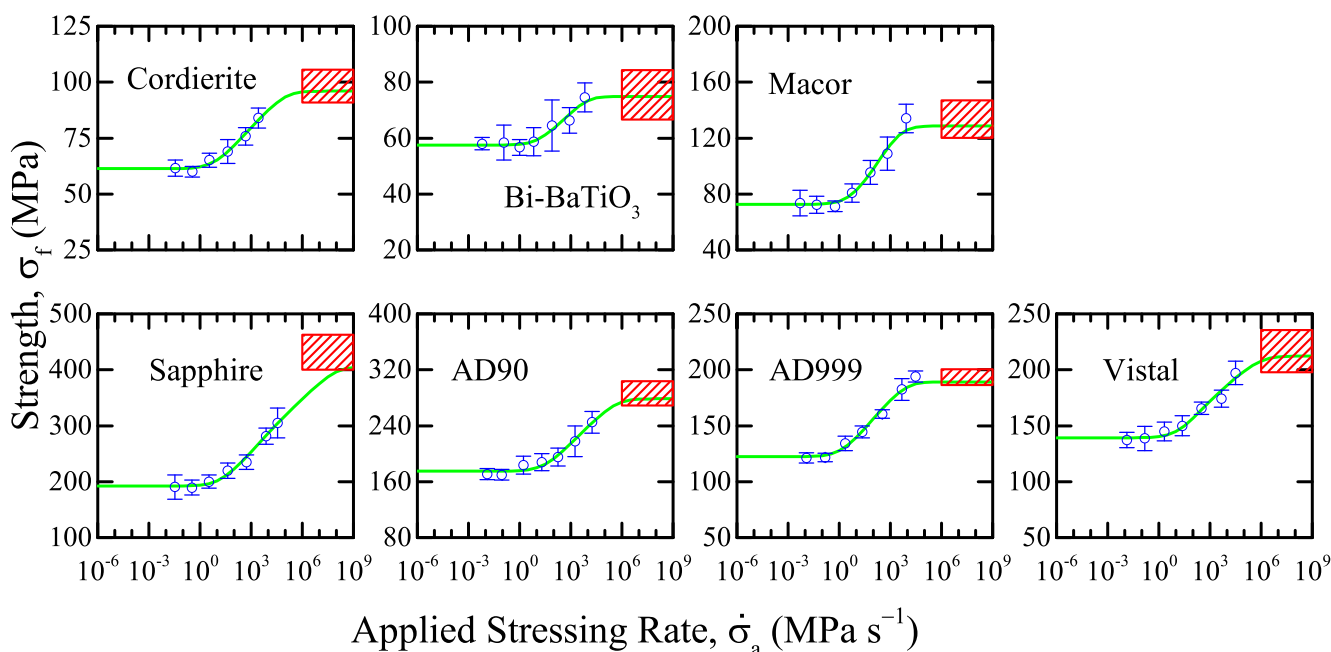 Strength, σf (MPa)
125
100
75
50
25
Cordierite
100
80
60
40
20
Bi-BaTiO3
200
160
120
80
40
Macor
500
400
300
200
100
Sapphire
400
320
240
160
80
AD90
250
200
150
100
50
AD999
250
200
150
100
50
Vistal
10⁻⁶ 10⁻³ 10⁰ 10³ 10⁶ 10⁹
10⁻⁶ 10⁻³ 10⁰ 10³ 10⁶ 10⁹
10⁻⁶ 10⁻³ 10⁰ 10³ 10⁶ 10⁹
10⁻⁶ 10⁻³ 10⁰ 10³ 10⁶ 10⁹
Applied Stressing Rate, σ̇a (MPa s⁻¹)